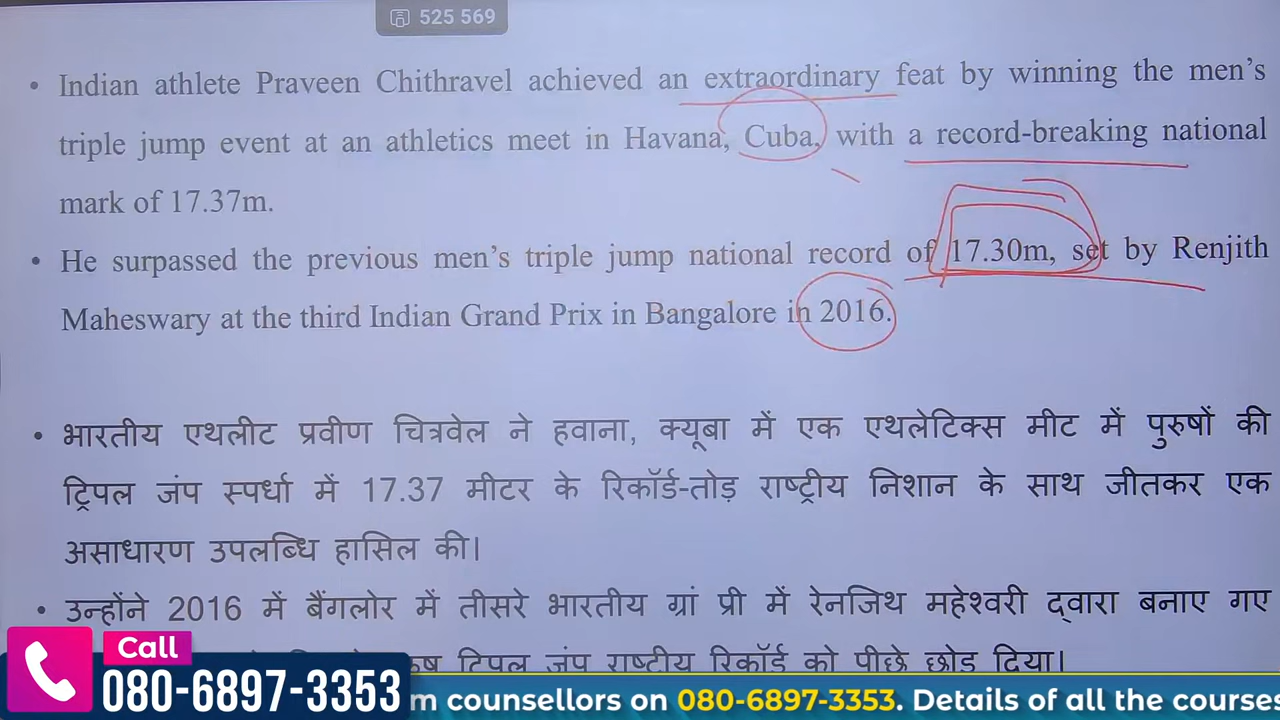 525 569
• Indian athlete Praveen Chithravel achieved an extraordinary feat by winning the men’s
triple jump event at an athletics meet in Havana, Cuba, with a record-breaking national
mark of 17.37m.
• He surpassed the previous men’s triple jump national record of 17.30m, set by Renjith
Maheswary at the third Indian Grand Prix in Bangalore in 2016.
• भारतीय एथलीट प्रवीण चित्रवेल ने हवाना, क्यूबा में एक एथलेटिक्स मीट में पुरुषों की
ट्रिपल जंप स्पर्धा में 17.37 मीटर के रिकॉर्ड-तोड़ राष्ट्रीय निशान के साथ जीतकर एक
असाधारण उपलब्धि हासिल की।
• उन्होंने 2016 में बैंगलोर में तीसरे भारतीय ग्रां प्री में रेनजिथ महेश्वरी द्वारा बनाए गए
ट्रिपल जंप राष्ट्रीय रिकॉर्ड को पीछे छोड़ दिया।
Call
080-6897-3353
m counsellors on 080-6897-3353. Details of all the courses